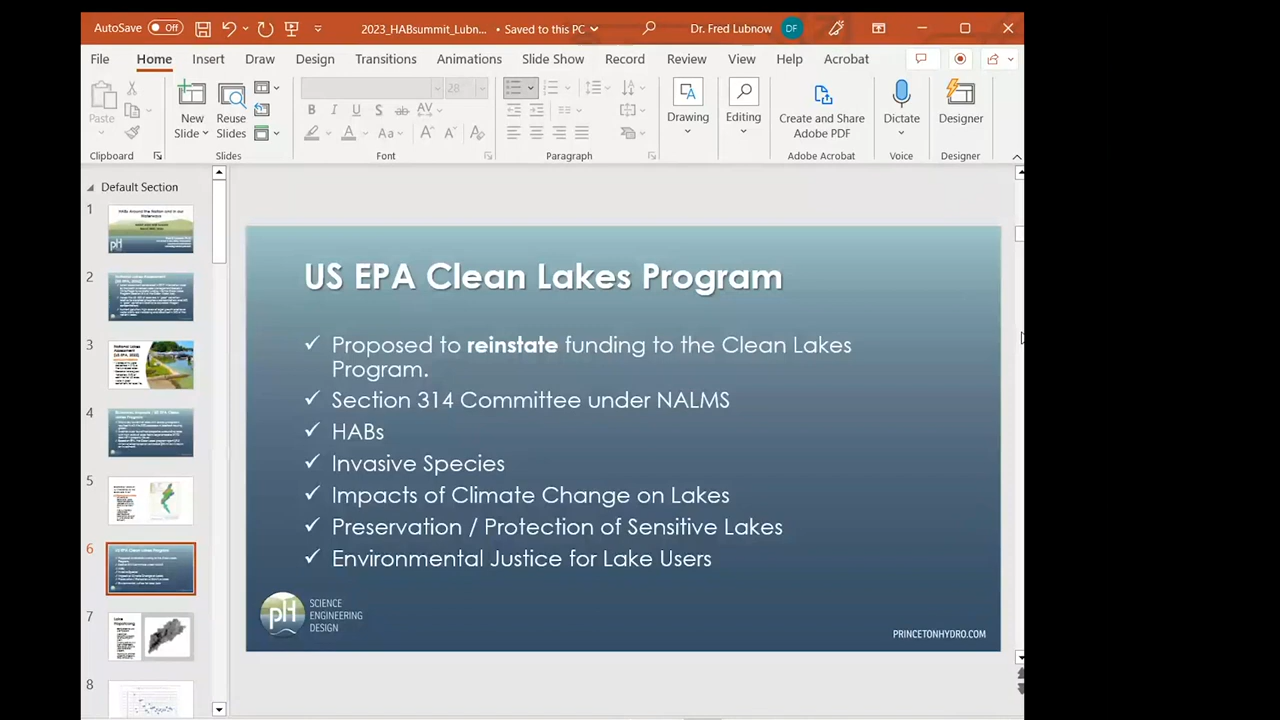 AutoSave Off 2023_HABsummit_Lubn... • Saved to this PC Dr. Fred Lubnow DF
File Home Insert Draw Design Transitions Animations Slide Show Record Review View Help Acrobat
28
Paste New Slide Reuse Slides B I U S ab AV Aa A A A Drawing Editing Create and Share Adobe PDF Dictate Designer
Clipboard Slides Font Paragraph Adobe Acrobat Voice Designer
Default Section
1
2
3
4
5
6
7
8
US EPA Clean Lakes Program
Proposed to reinstate funding to the Clean Lakes
Program.
Section 314 Committee under NALMS
HABs
Invasive Species
Impacts of Climate Change on Lakes
Preservation / Protection of Sensitive Lakes
Environmental Justice for Lake Users
pH
SCIENCE
ENGINEERING
DESIGN
PRINCETONHYDRO.COM